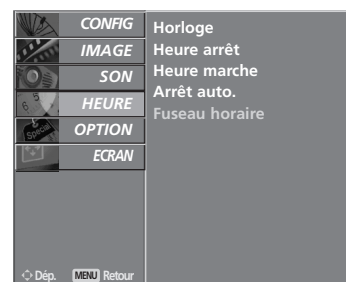 CONFIG
IMAGE
SON
HEURE
OPTION
ECRAN
Horloge
Heure arrêt
Heure marche
Arrêt auto.
Fuseau horaire
Dép. MENU Retour